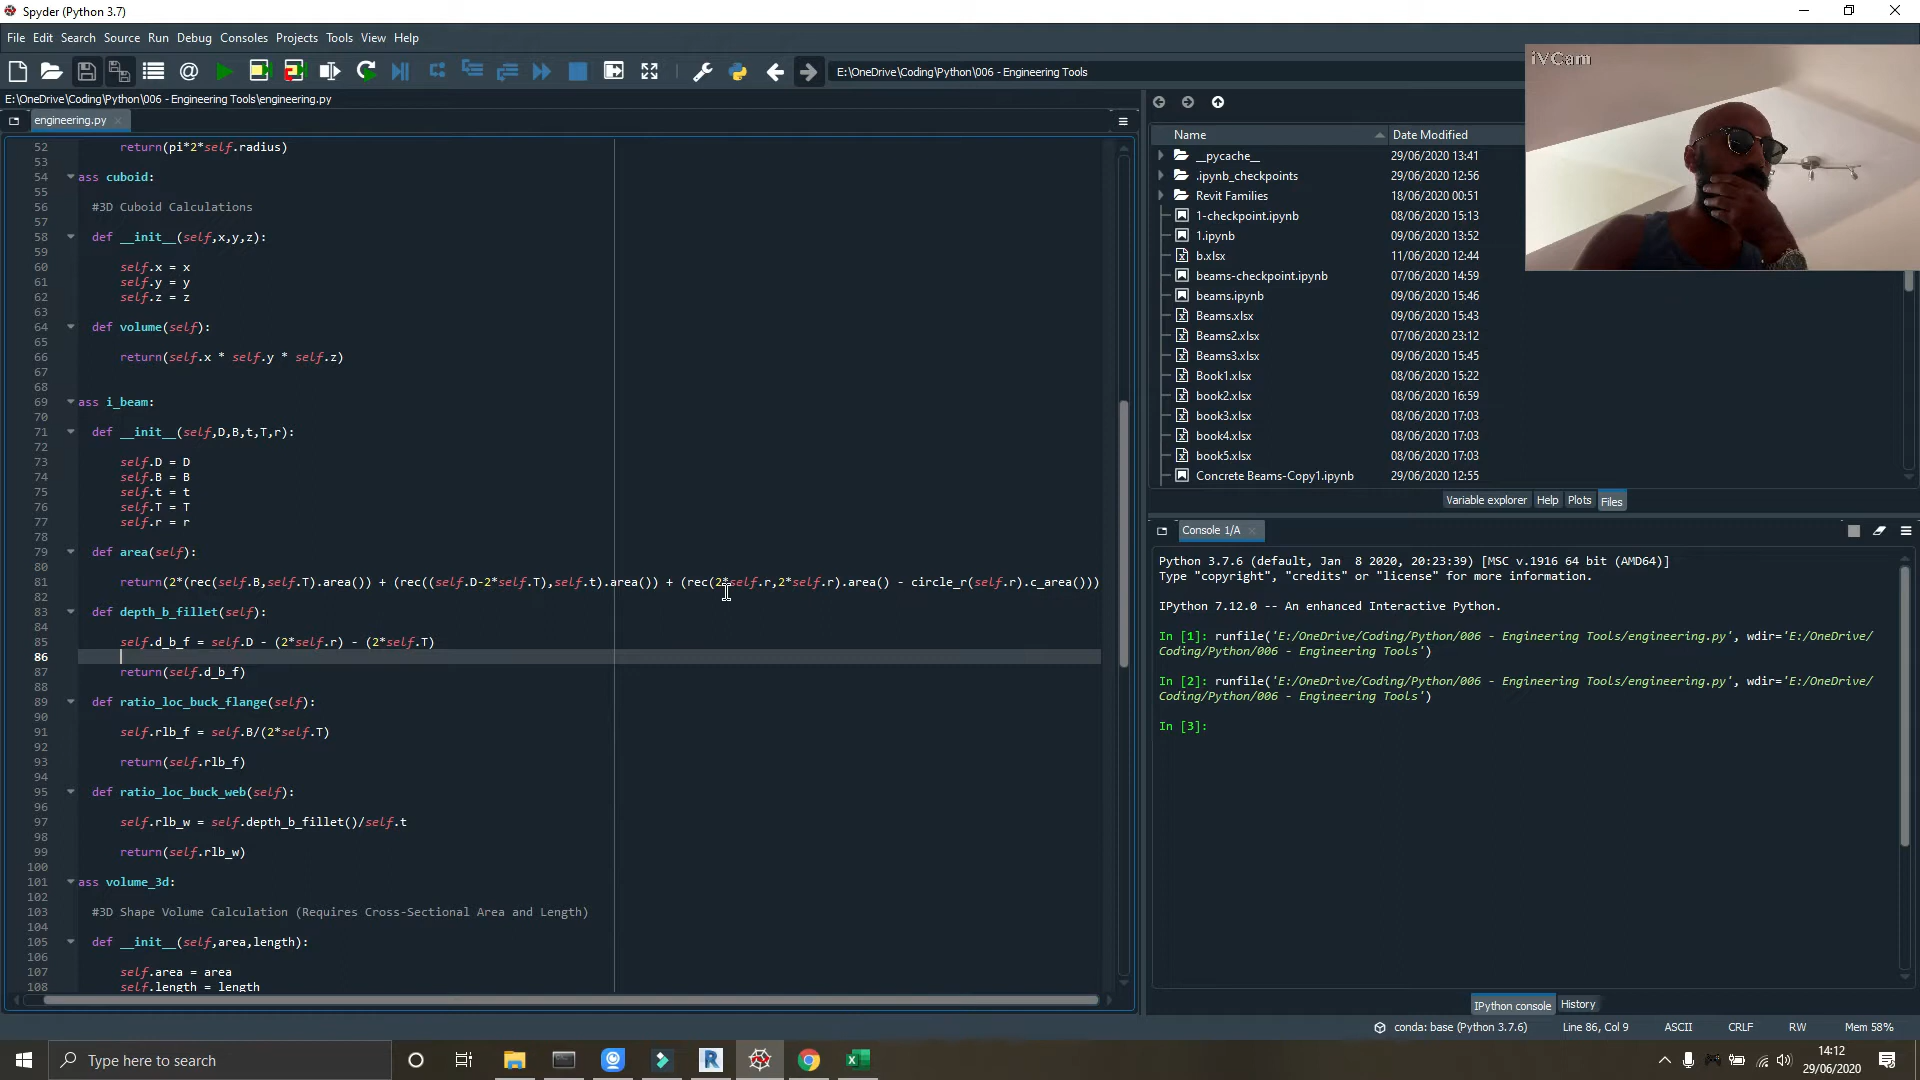 Spyder (Python 3.7)
File Edit Search Source Run Debug Consoles Projects Tools View Help
E:\OneDrive\Coding\Python\006 - Engineering Tools
E:\OneDrive\Coding\Python\006 - Engineering Tools\engineering.py
engineering.py
52 return(pi*2*self.radius)
53
54 ass cuboid:
55
56 #3D Cuboid Calculations
57
58 def __init__(self,x,y,z):
59
60 self.x = x
61 self.y = y
62 self.z = z
63
64 def volume(self):
65
66 return(self.x * self.y * self.z)
67
68
69 ass i_beam:
70
71 def __init__(self,D,B,t,T,r):
72
73 self.D = D
74 self.B = B
75 self.t = t
76 self.T = T
77 self.r = r
78
79 def area(self):
80
81 return(2*(rec(self.B,self.T).area()) + (rec((self.D-2*self.T),self.t).area()) + (rec(2*self.r,2*self.r).area() - circle_r(self.r).c_area()))
82
83 def depth_b_fillet(self):
84
85 self.d_b_f = self.D - (2*self.r) - (2*self.T)
86
87 return(self.d_b_f)
88
89 def ratio_loc_buck_flange(self):
90
91 self.rlb_f = self.B/(2*self.T)
92
93 return(self.rlb_f)
94
95 def ratio_loc_buck_web(self):
96
97 self.rlb_w = self.depth_b_fillet()/self.t
98
99 return(self.rlb_w)
100
101 ass volume_3d:
102
103 #3D Shape Volume Calculation (Requires Cross-Sectional Area and Length)
104
105 def __init__(self,area,length):
106
107 self.area = area
108 self.length = length
iVCam
Name Date Modified
__pycache__ 29/06/2020 13:41
.ipynb_checkpoints 29/06/2020 12:56
Revit Families 18/06/2020 00:51
1-checkpoint.ipynb 08/06/2020 15:13
1.ipynb 09/06/2020 13:52
b.xlsx 11/06/2020 12:44
beams-checkpoint.ipynb 07/06/2020 14:59
beams.ipynb 09/06/2020 15:46
Beams.xlsx 09/06/2020 15:43
Beams2.xlsx 07/06/2020 23:12
Beams3.xlsx 09/06/2020 15:45
Book1.xlsx 08/06/2020 15:22
book2.xlsx 08/06/2020 16:59
book3.xlsx 08/06/2020 17:03
book4.xlsx 08/06/2020 17:03
book5.xlsx 08/06/2020 17:03
Concrete Beams-Copy1.ipynb 29/06/2020 12:55
Variable explorer Help Plots Files
Console 1/A
Python 3.7.6 (default, Jan  8 2020, 20:23:39) [MSC v.1916 64 bit (AMD64)]
Type "copyright", "credits" or "license" for more information.
IPython 7.12.0 -- An enhanced Interactive Python.
In [1]: runfile('E:/OneDrive/Coding/Python/006 - Engineering Tools/engineering.py', wdir='E:/OneDrive/
Coding/Python/006 - Engineering Tools')
In [2]: runfile('E:/OneDrive/Coding/Python/006 - Engineering Tools/engineering.py', wdir='E:/OneDrive/
Coding/Python/006 - Engineering Tools')
In [3]:
IPython console History
conda: base (Python 3.7.6) Line 86, Col 9 ASCII CRLF RW Mem 58%
Type here to search
14:12
29/06/2020